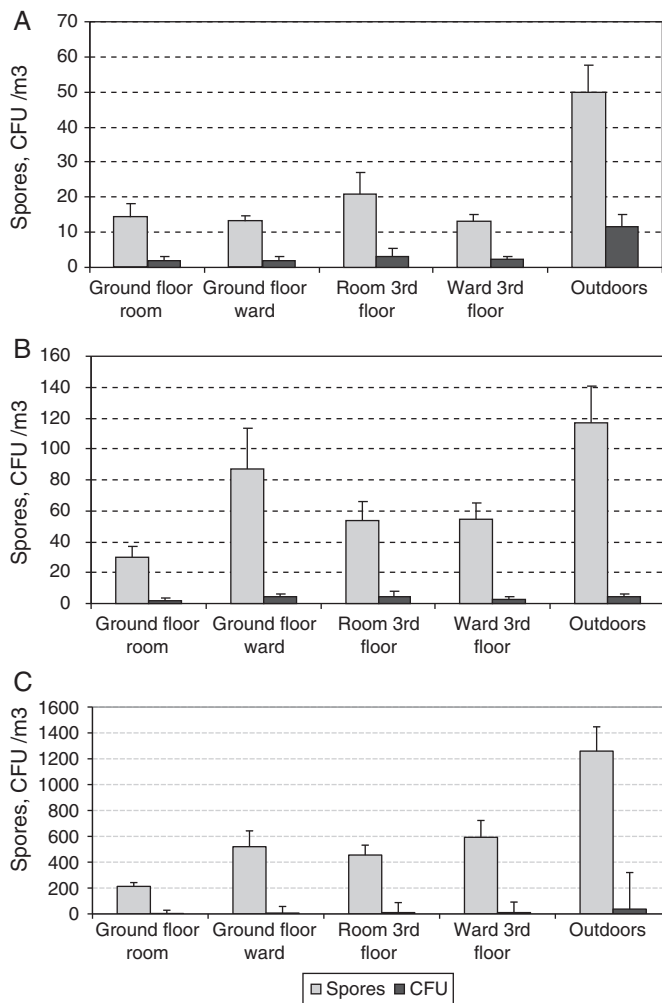 A
Spores, CFU /m3
70
60
50
40
30
20
10
0
Ground floor room
Ground floor ward
Room 3rd floor
Ward 3rd floor
Outdoors
B
Spores, CFU /m3
160
140
120
100
80
60
40
20
0
Ground floor room
Ground floor ward
Room 3rd floor
Ward 3rd floor
Outdoors
C
Spores, CFU /m3
1600
1400
1200
1000
800
600
400
200
0
Ground floor room
Ground floor ward
Room 3rd floor
Ward 3rd floor
Outdoors
Spores CFU